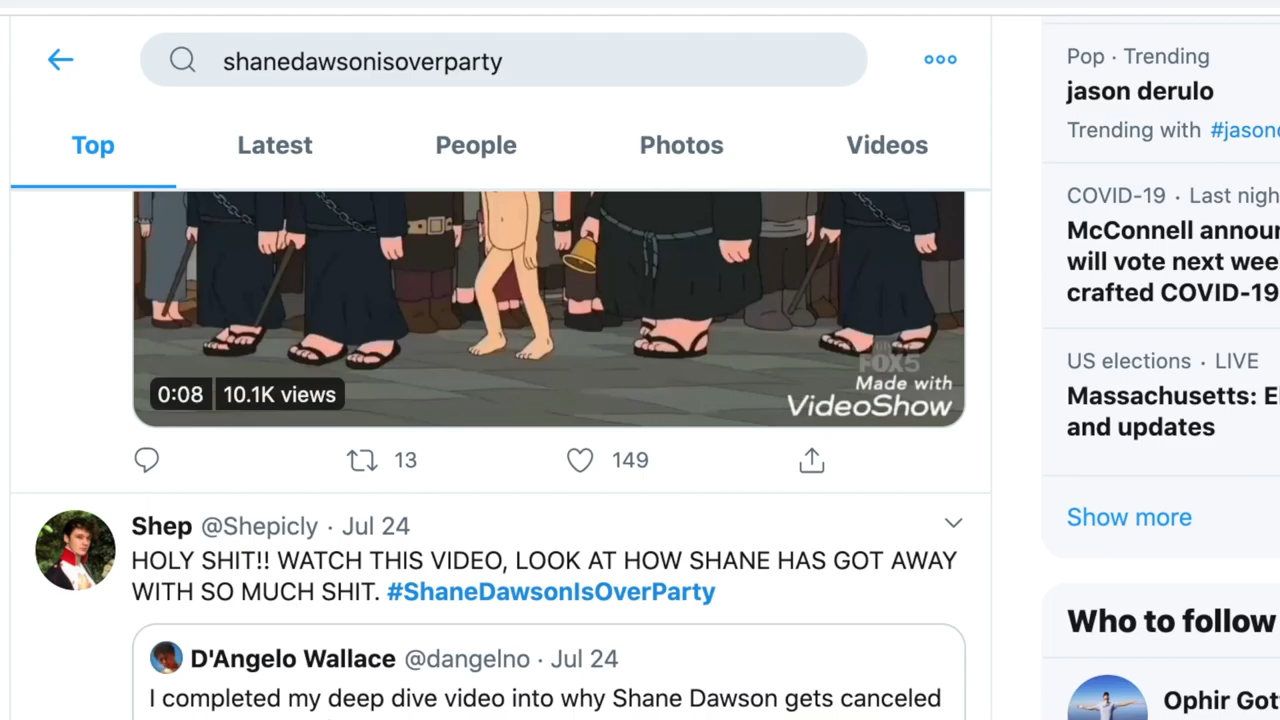 shanedawsonisoverparty
Top
Latest
People
Photos
Videos
FOX5
Made with
VideoShow
0:08
10.1K views
13
149
Shep @Shepicly · Jul 24
HOLY SHIT!! WATCH THIS VIDEO, LOOK AT HOW SHANE HAS GOT AWAY
WITH SO MUCH SHIT. #ShaneDawsonIsOverParty
D'Angelo Wallace @dangelno · Jul 24
I completed my deep dive video into why Shane Dawson gets canceled
Pop · Trending
jason derulo
Trending with #jasond
COVID-19 · Last nigh
McConnell announ
will vote next wee
crafted COVID-19
US elections · LIVE
Massachusetts: El
and updates
Show more
Who to follow
Ophir Got